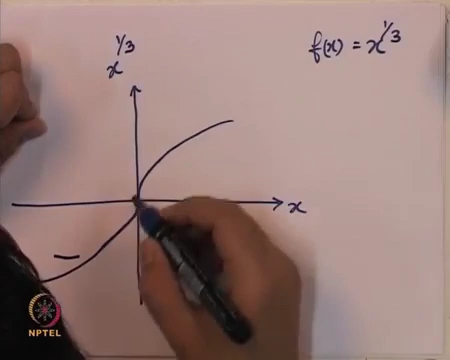 x^{1/3}
f(x) = x^{1/3}
x
NPTEL